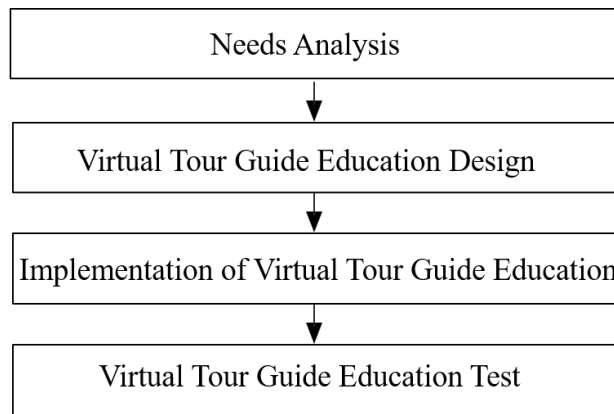 Needs Analysis
Virtual Tour Guide Education Design
Implementation of Virtual Tour Guide Education
Virtual Tour Guide Education Test